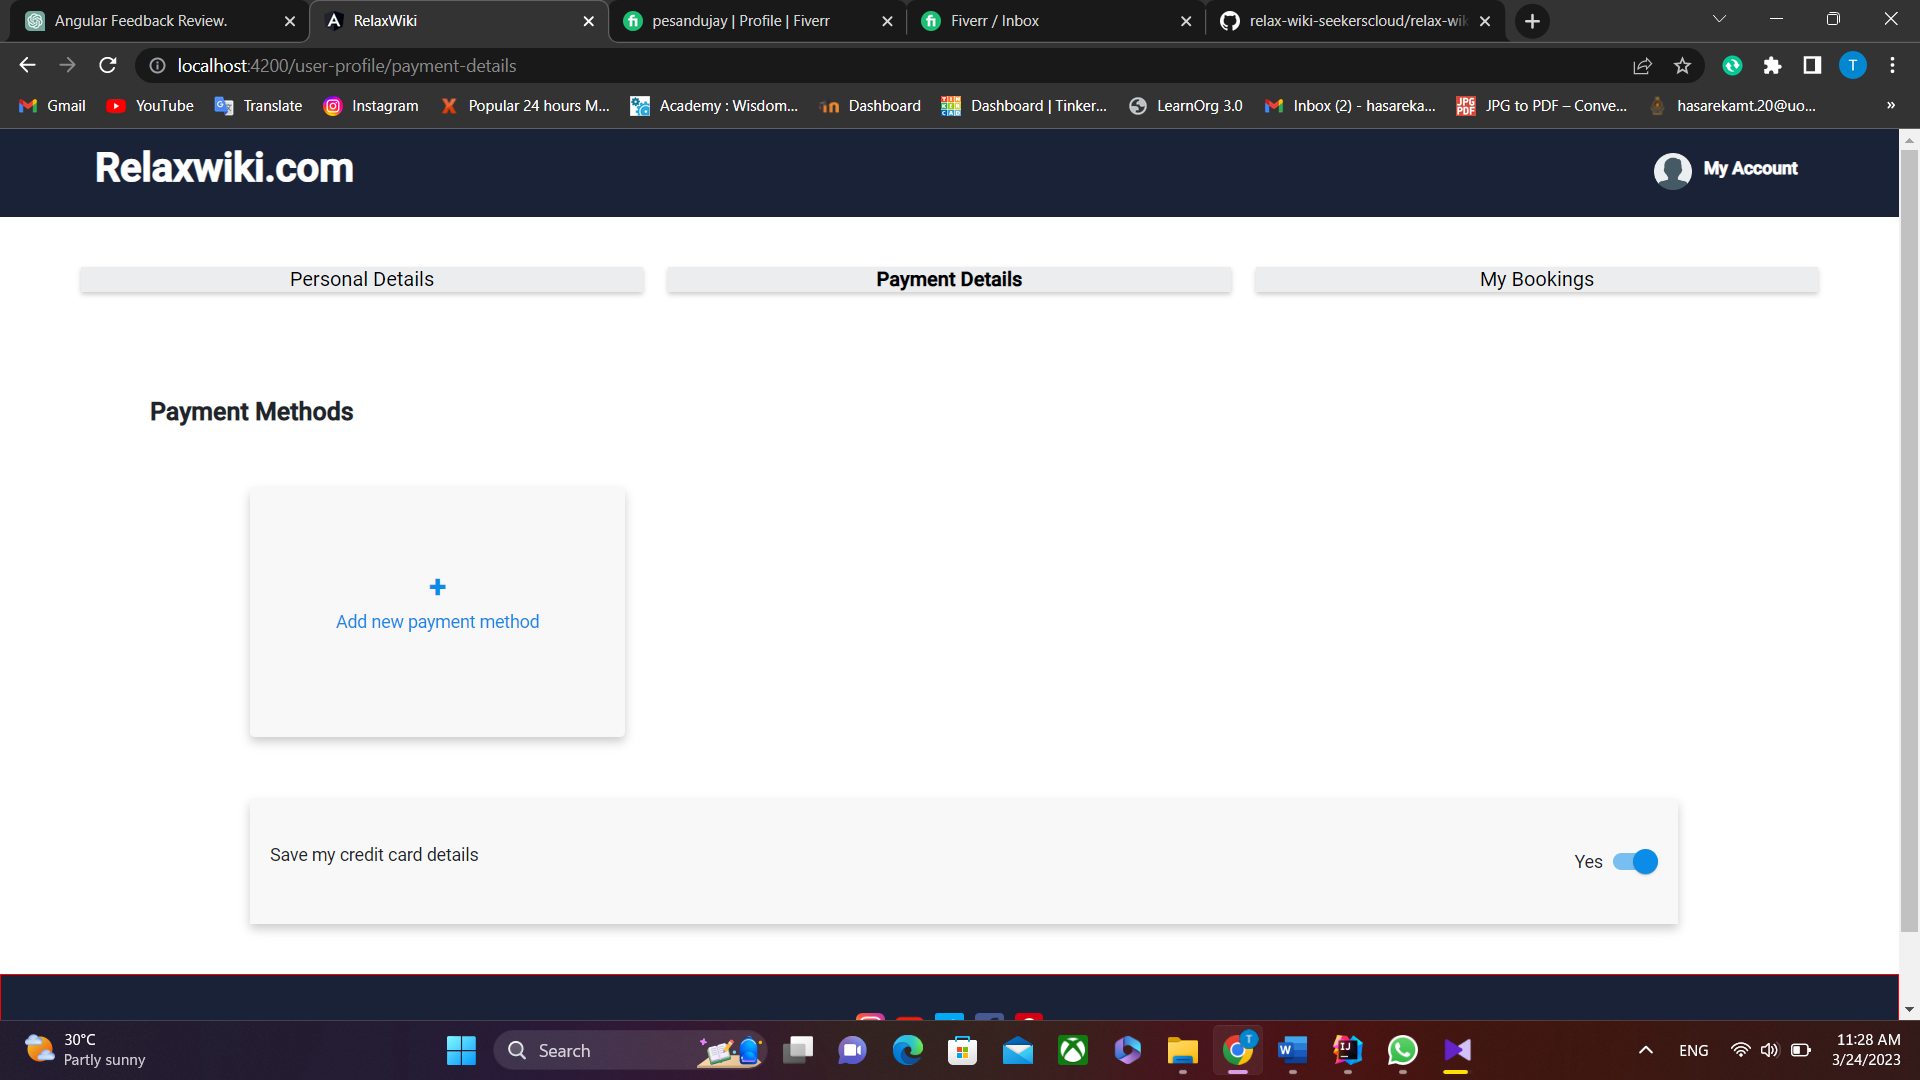 Angular Feedback Review.
RelaxWiki
pesandujay | Profile | Fiverr
Fiverr / Inbox
relax-wiki-seekerscloud/relax-wik
localhost:4200/user-profile/payment-details
T
Gmail
YouTube
Translate
Instagram
Popular 24 hours M...
Academy : Wisdom...
Dashboard
Dashboard | Tinker...
LearnOrg 3.0
Inbox (2) - hasareka...
JPG to PDF – Conve...
hasarekamt.20@uo...
»
Relaxwiki.com
My Account
Personal Details
Payment Details
My Bookings
Payment Methods
+
Add new payment method
Save my credit card details
Yes
30°C
Partly sunny
Search
ENG
11:28 AM
3/24/2023